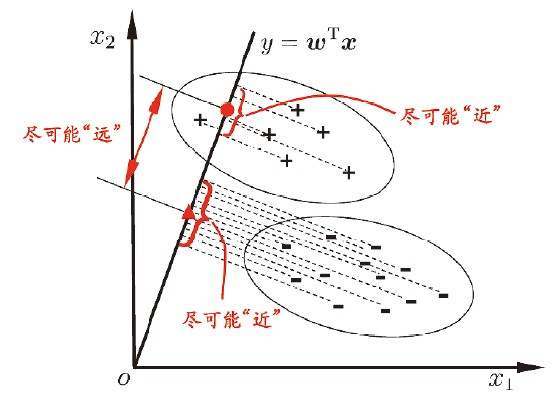 x₂
y = wᵀx
尽可能“近”
尽可能“远”
尽可能“近”
O
x₁